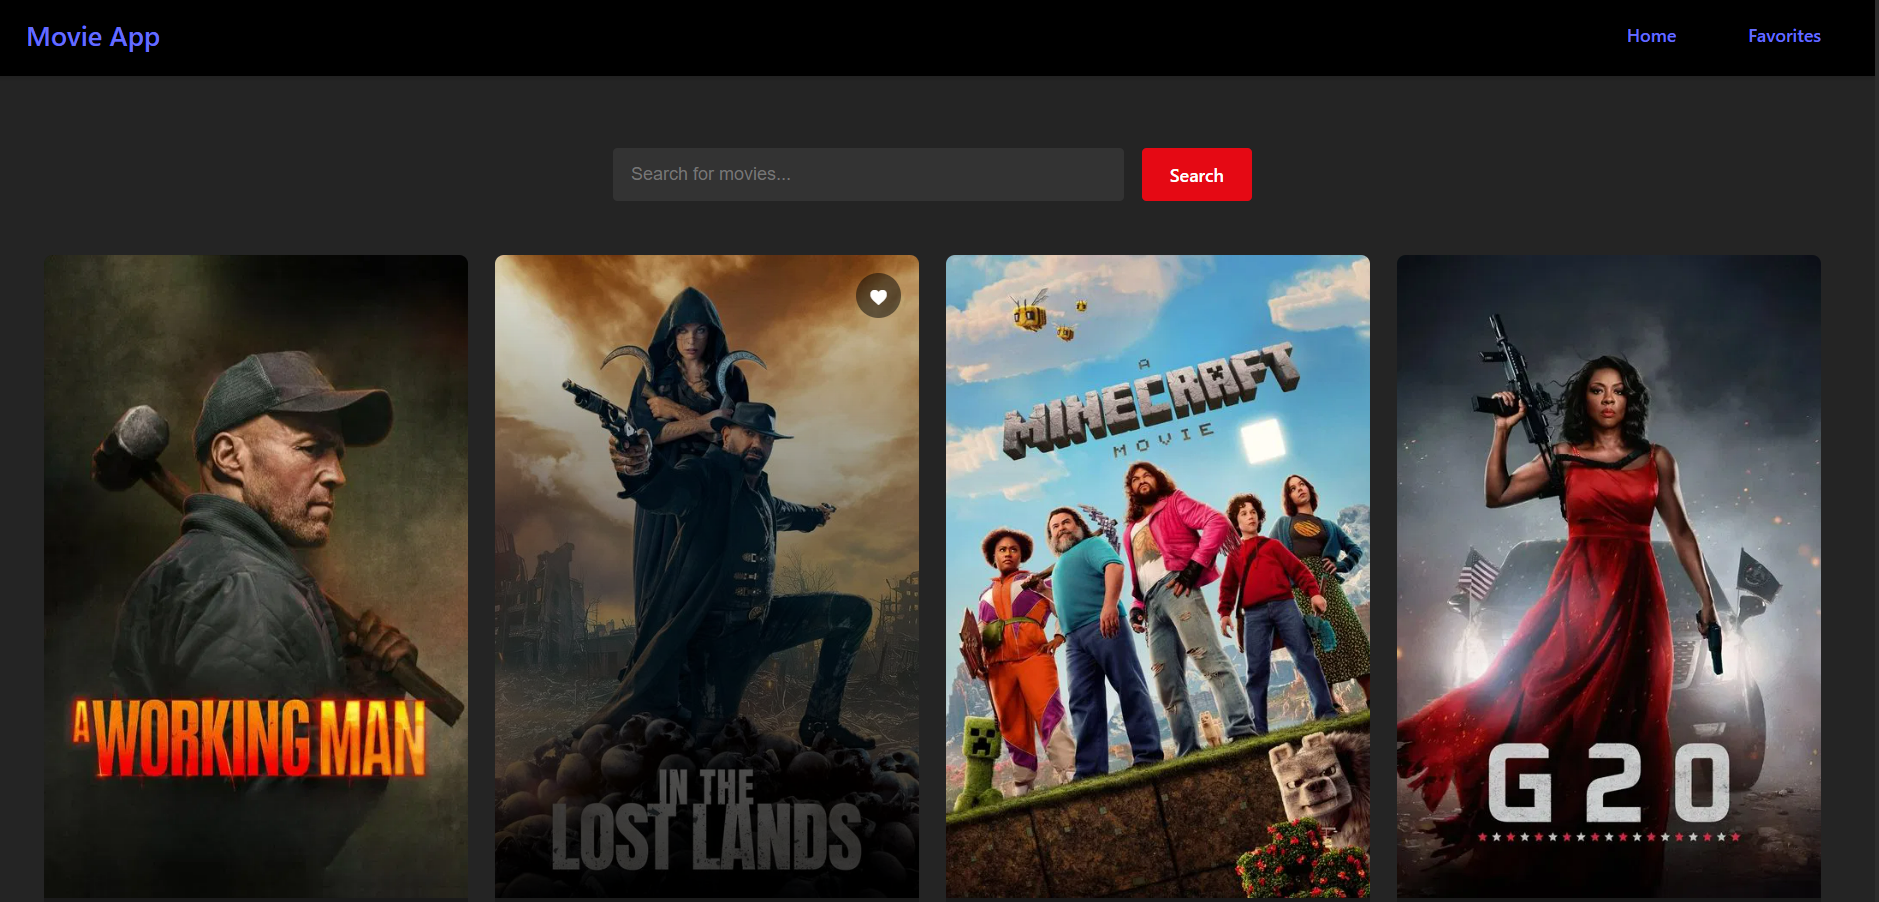 Movie App
Home
Favorites
Search for movies...
Search
A WORKING MAN
IN THE
LOST LANDS
A
MINECRAFT
MOVIE
G20